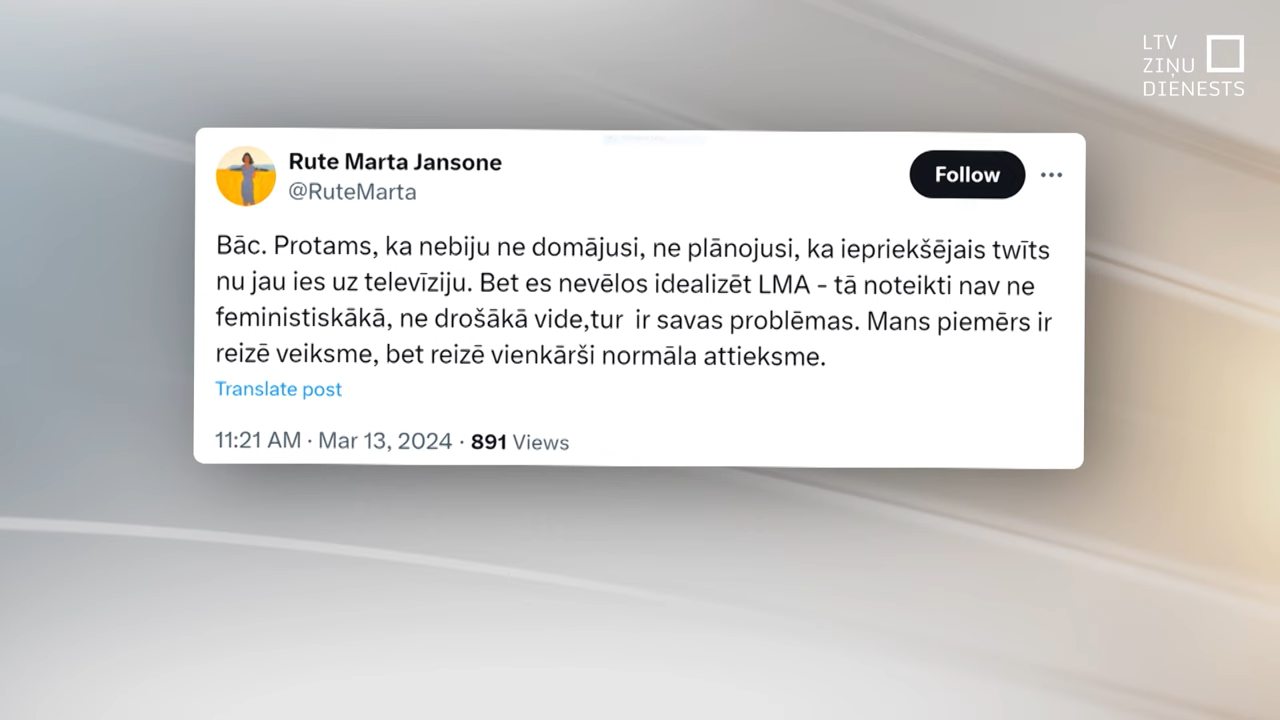 LTV
ZIŅU
DIENESTS
Rute Marta Jansone
@RuteMarta
Follow
Bāc. Protams, ka nebiju ne domājusi, ne plānojusi, ka iepriekšējais twīts
nu jau ies uz televīziju. Bet es nevēlos idealizēt LMA - tā noteikti nav ne
feministiskākā, ne drošākā vide,tur  ir savas problēmas. Mans piemērs ir
reizē veiksme, bet reizē vienkārši normāla attieksme.
Translate post
11:21 AM · Mar 13, 2024 · 891 Views